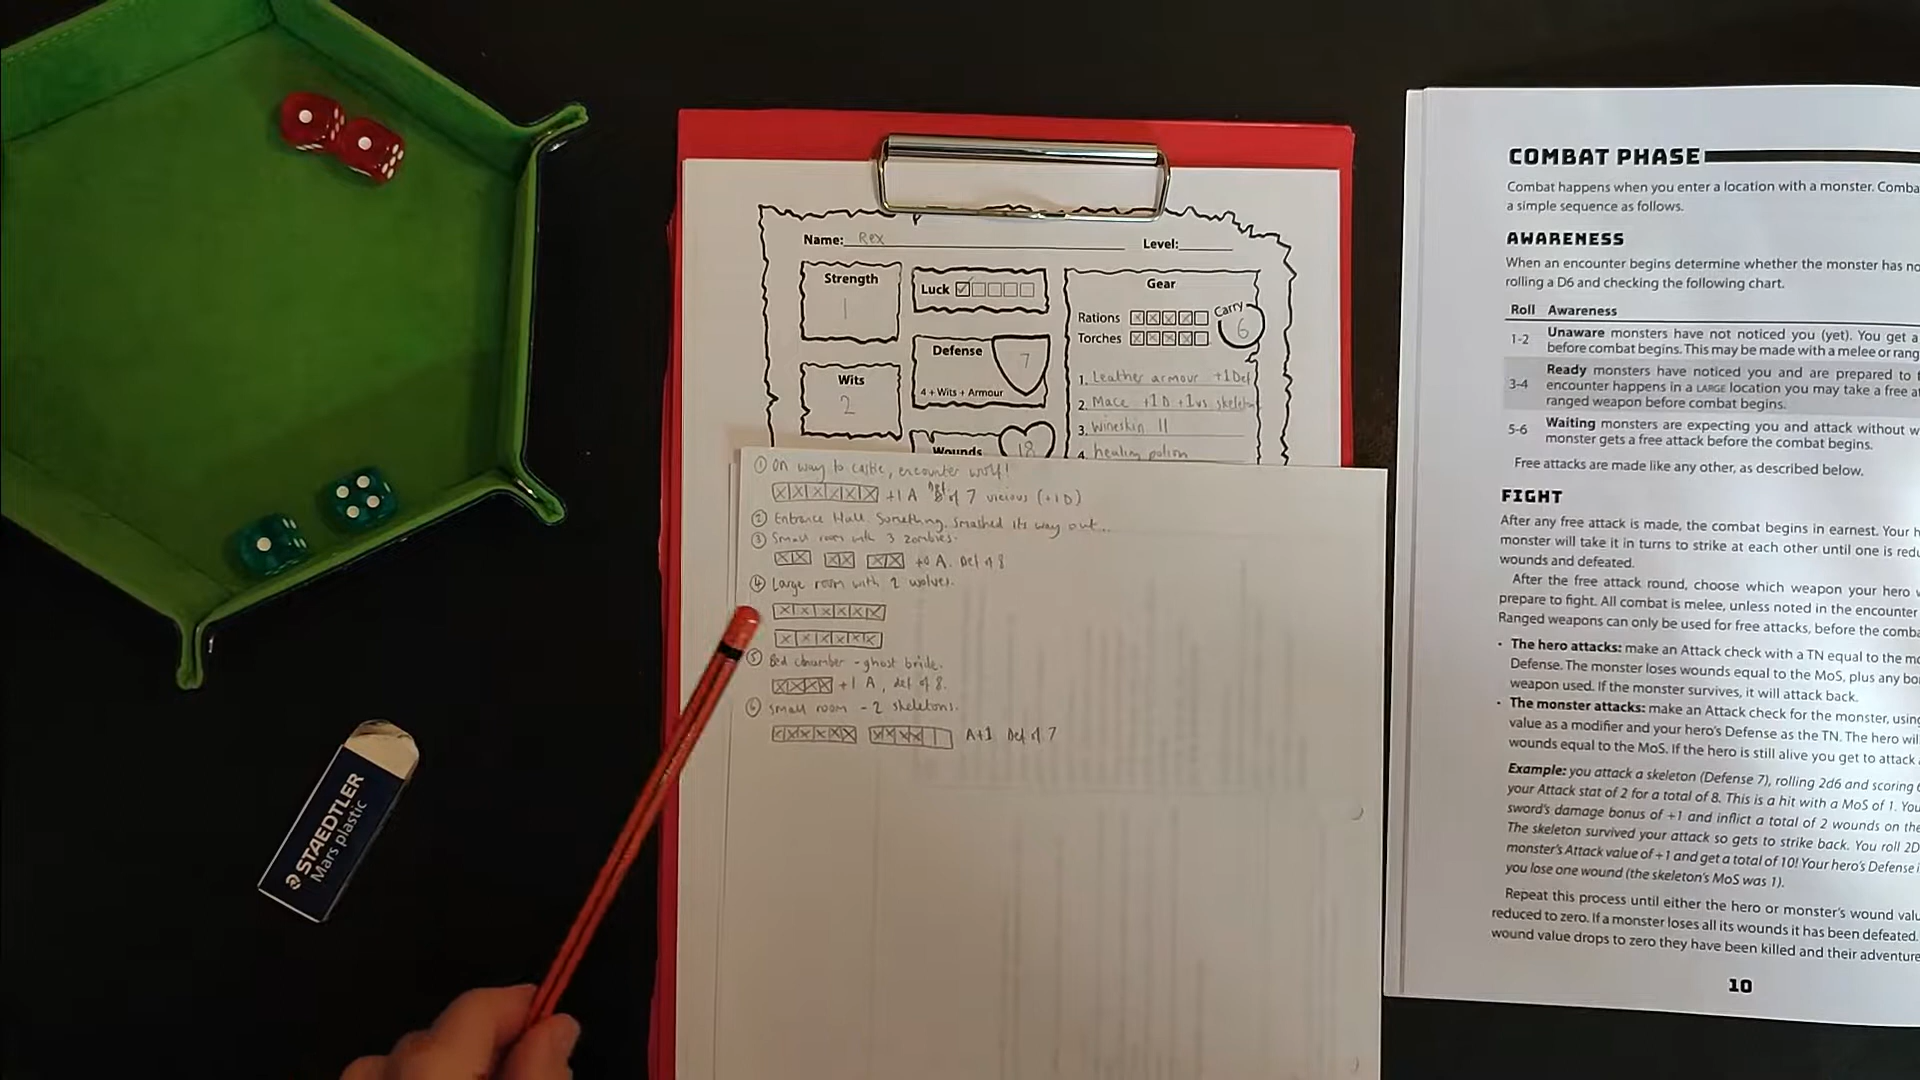 Name: Rex
Level:
Strength
1
Luck
Gear
Rations
Torches
Carry
6
Defense
7
4 + Wits + Armour
Wits
2
Wounds
18
1. Leather armour +1 Def
2. Mace +1D +1 vs skeleton
3. wineskin 11
4. healing potion
① On way to castle, encounter wolf!
+1 A Def of 7 vicious (+1D)
② Entrance Hall. Something smashed its way out...
③ Small room with 3 zombies.
+0 A. Def of 8
④ Large room with 2 wolves.
⑤ Bed chamber - ghost bride.
+1 A, def of 8.
⑥ Small room - 2 skeletons.
A+1 Def of 7
STAEDTLER
Mars plastic
COMBAT PHASE
Combat happens when you enter a location with a monster. Comba
a simple sequence as follows.
AWARENESS
When an encounter begins determine whether the monster has no
rolling a D6 and checking the following chart.
Roll Awareness
1-2 Unaware monsters have not noticed you (yet). You get a
before combat begins. This may be made with a melee or rang
3-4 Ready monsters have noticed you and are prepared to
encounter happens in a LARGE location you may take a free at
ranged weapon before combat begins.
5-6 Waiting monsters are expecting you and attack without w
monster gets a free attack before the combat begins.
Free attacks are made like any other, as described below.
FIGHT
After any free attack is made, the combat begins in earnest. Your h
monster will take it in turns to strike at each other until one is redu
wounds and defeated.
After the free attack round, choose which weapon your hero w
prepare to fight. All combat is melee, unless noted in the encounter
Ranged weapons can only be used for free attacks, before the comba
• The hero attacks: make an Attack check with a TN equal to the mo
Defense. The monster loses wounds equal to the MoS, plus any bo
weapon used. If the monster survives, it will attack back.
• The monster attacks: make an Attack check for the monster, using
value as a modifier and your hero's Defense as the TN. The hero wil
wounds equal to the MoS. If the hero is still alive you get to attack
Example: you attack a skeleton (Defense 7), rolling 2d6 and scoring 6
your Attack stat of 2 for a total of 8. This is a hit with a MoS of 1. You
sword's damage bonus of +1 and inflict a total of 2 wounds on the
The skeleton survived your attack so gets to strike back. You roll 2D
monster's Attack value of +1 and get a total of 10! Your hero's Defense i
you lose one wound (the skeleton's MoS was 1).
Repeat this process until either the hero or monster's wound valu
reduced to zero. If a monster loses all its wounds it has been defeated.
wound value drops to zero they have been killed and their adventure
10